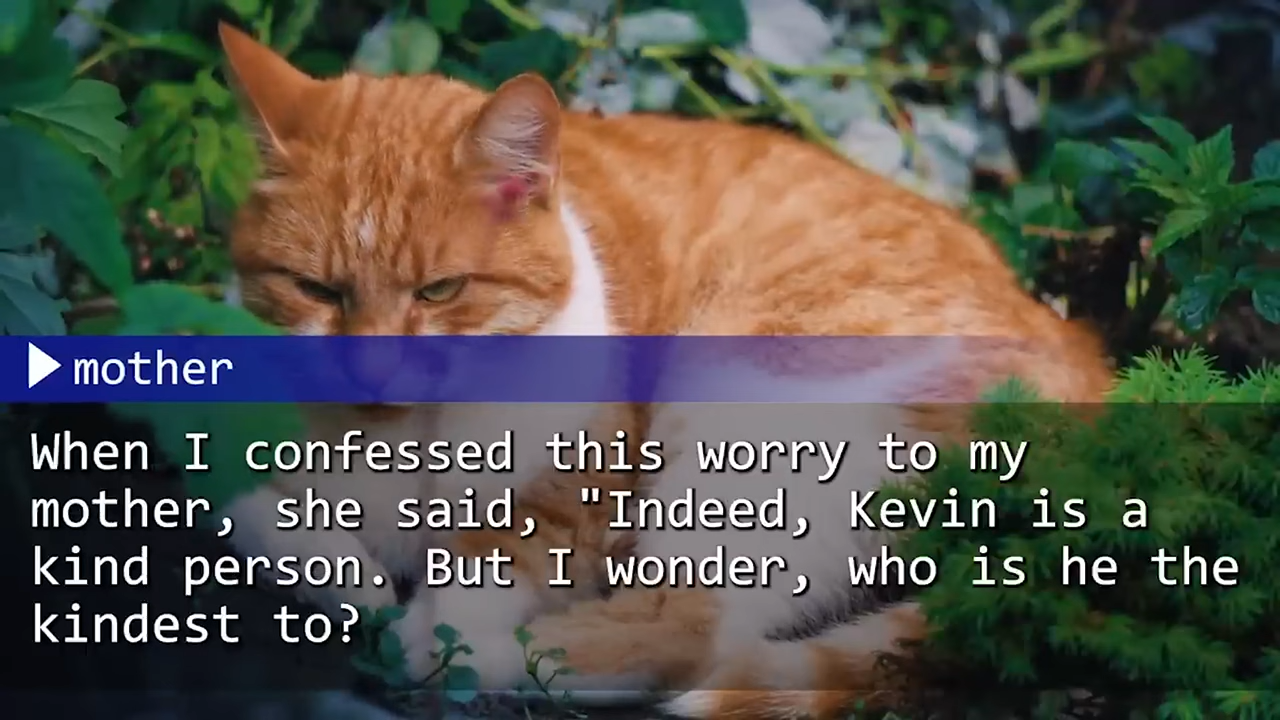 mother
When I confessed this worry to my
mother, she said, "Indeed, Kevin is a
kind person. But I wonder, who is he the
kindest to?